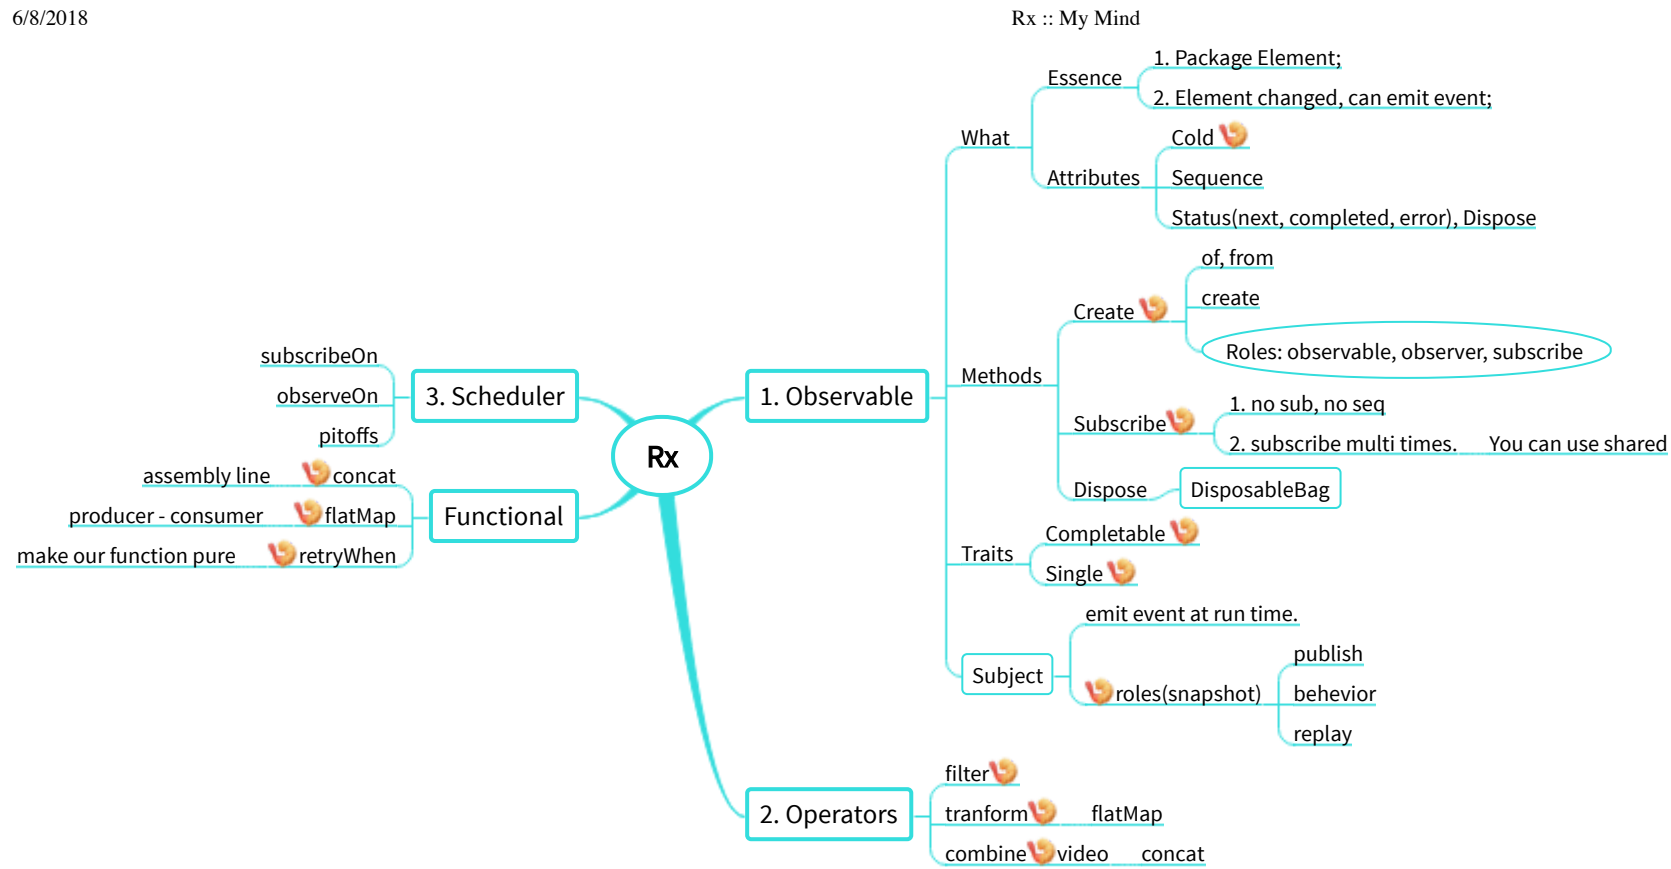 6/8/2018
Rx :: My Mind
Rx
1. Observable
What
Essence
1. Package Element;
2. Element changed, can emit event;
Attributes
Cold
Sequence
Status(next, completed, error), Dispose
Methods
Create
of, from
create
Roles: observable, observer, subscribe
Subscribe
1. no sub, no seq
2. subscribe multi times.
You can use shared
Dispose
DisposableBag
Traits
Completable
Single
Subject
emit event at run time.
roles(snapshot)
publish
behevior
replay
2. Operators
filter
tranform
flatMap
combine
video
concat
3. Scheduler
subscribeOn
observeOn
pitoffs
Functional
concat
assembly line
flatMap
producer - consumer
retryWhen
make our function pure